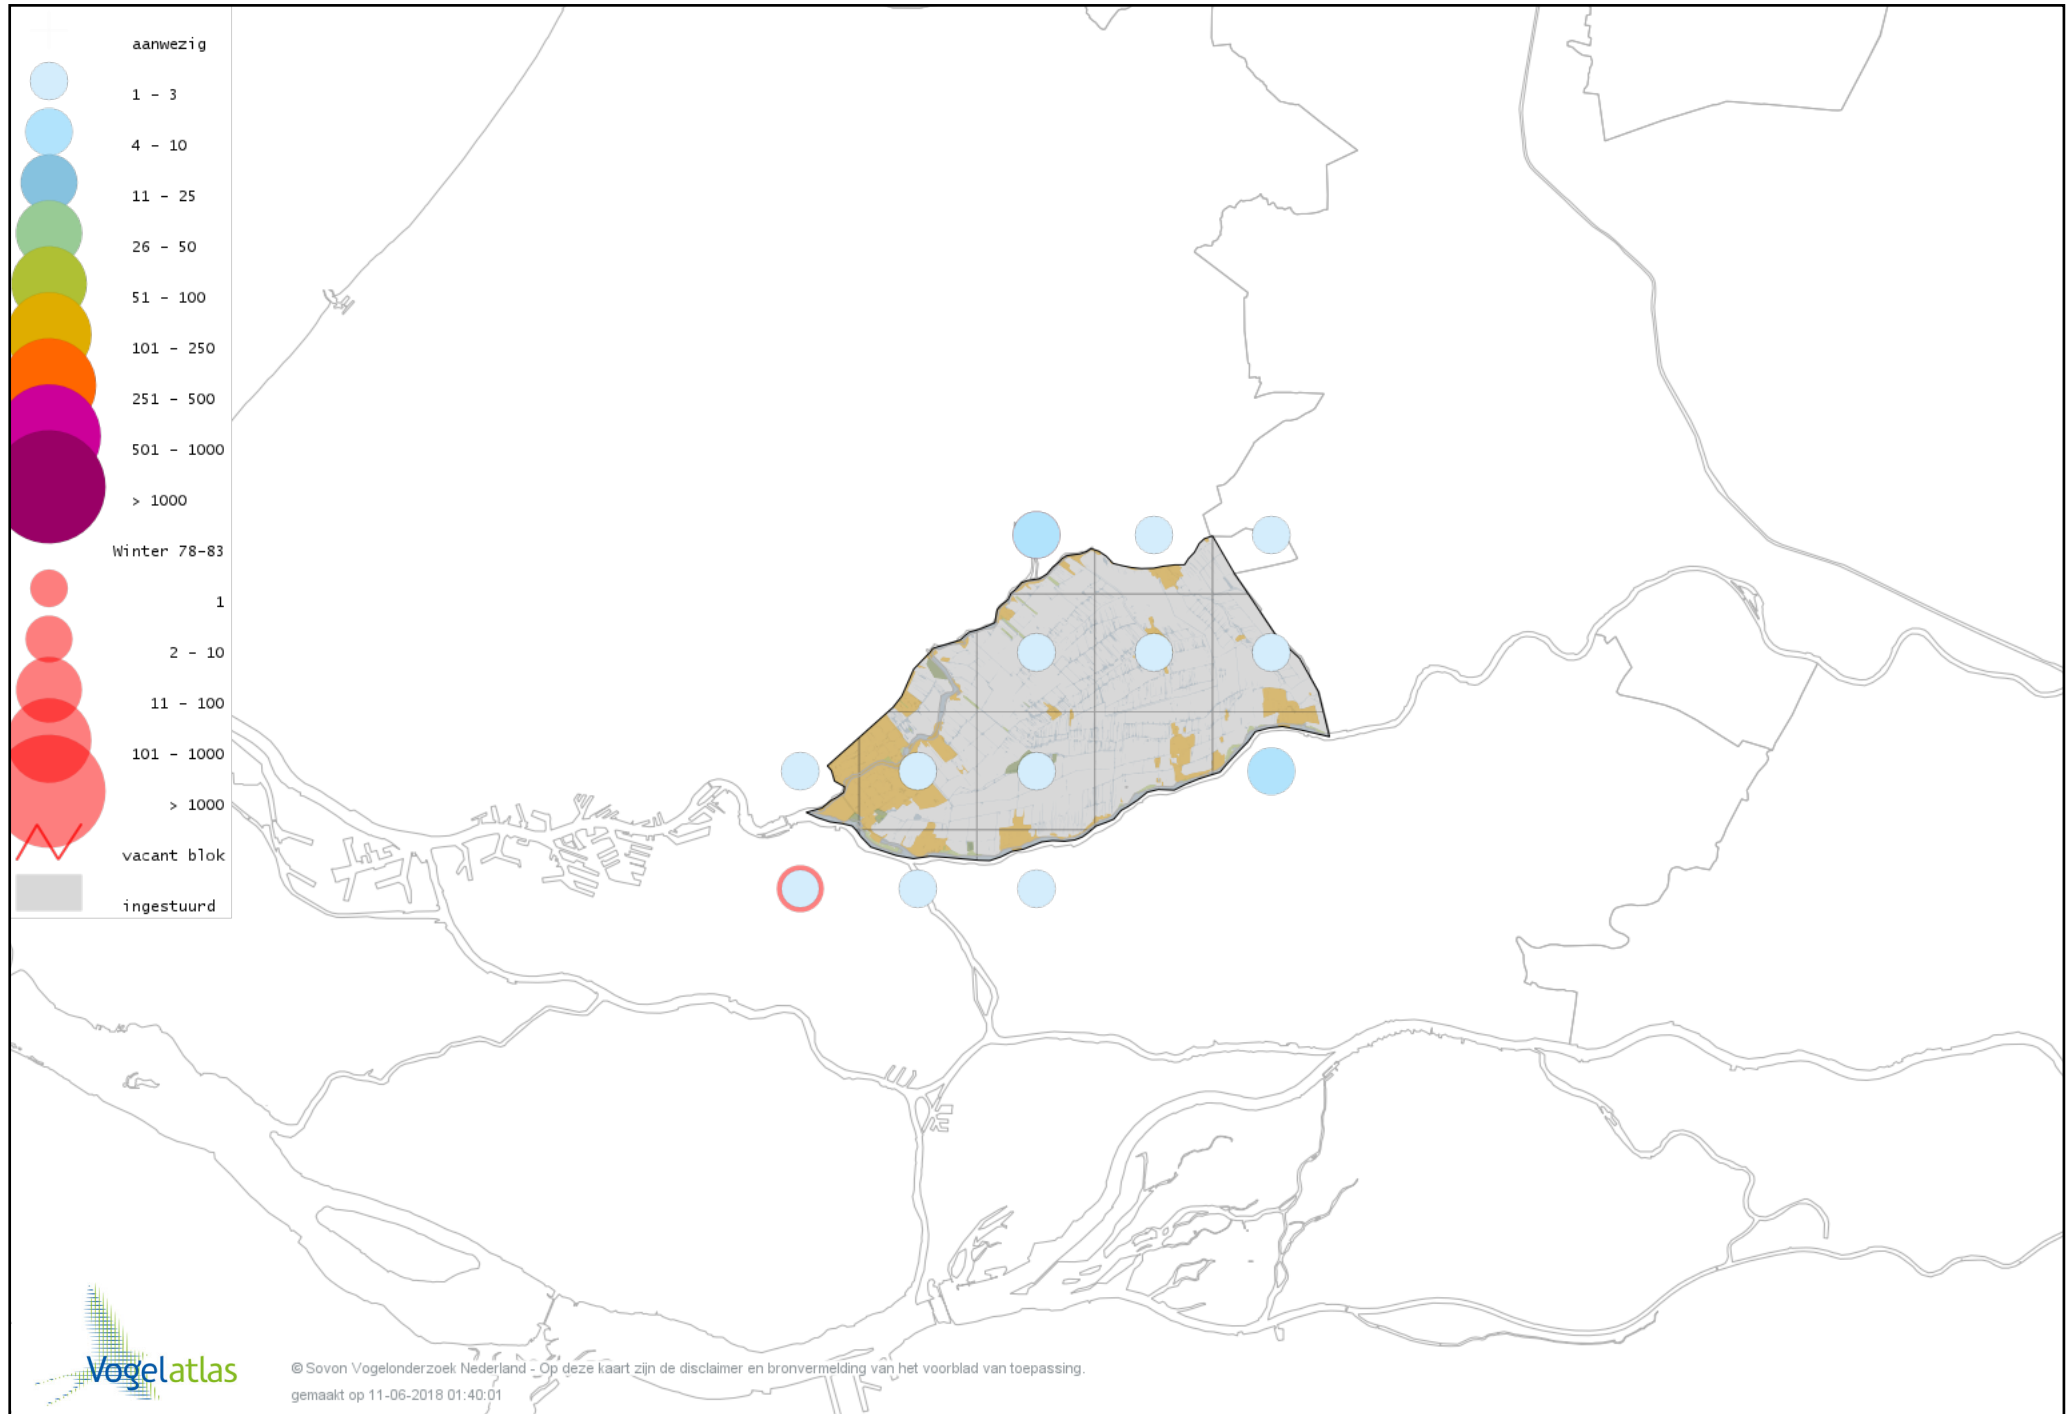 aanwezig
1 - 3
4 - 10
11 - 25
26 - 50
51 - 100
101 - 250
251 - 500
501 - 1000
> 1000
Winter 78-83
1
2 - 10
11 - 100
101 - 1000
> 1000
vacant blok
ingestuurd
Vogelatlas
© Sovon Vogelonderzoek Nederland - Op deze kaart zijn de disclaimer en bronvermelding van het voorblad van toepassing.
gemaakt op 11-06-2018 01:40:01